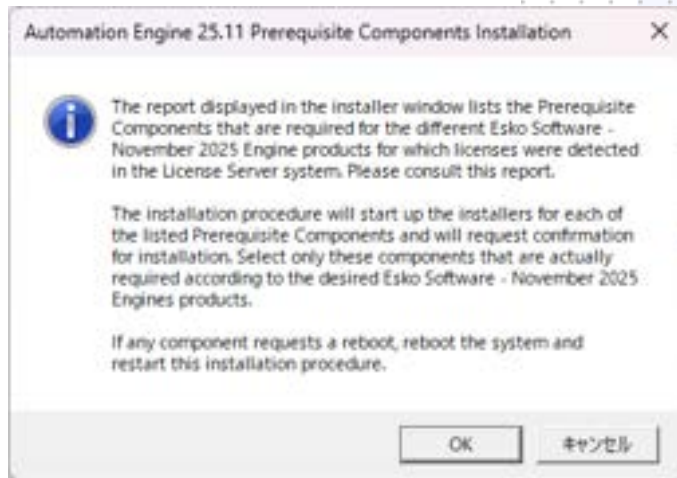 Automation Engine 25.11 Prerequisite Components Installation
The report displayed in the installer window lists the Prerequisite
Components that are required for the different Esko Software -
November 2025 Engine products for which licenses were detected
in the License Server system. Please consult this report.
The installation procedure will start up the installers for each of
the listed Prerequisite Components and will request confirmation
for installation. Select only these components that are actually
required according to the desired Esko Software - November 2025
Engines products.
If any component requests a reboot, reboot the system and
restart this installation procedure.
OK
キャンセル